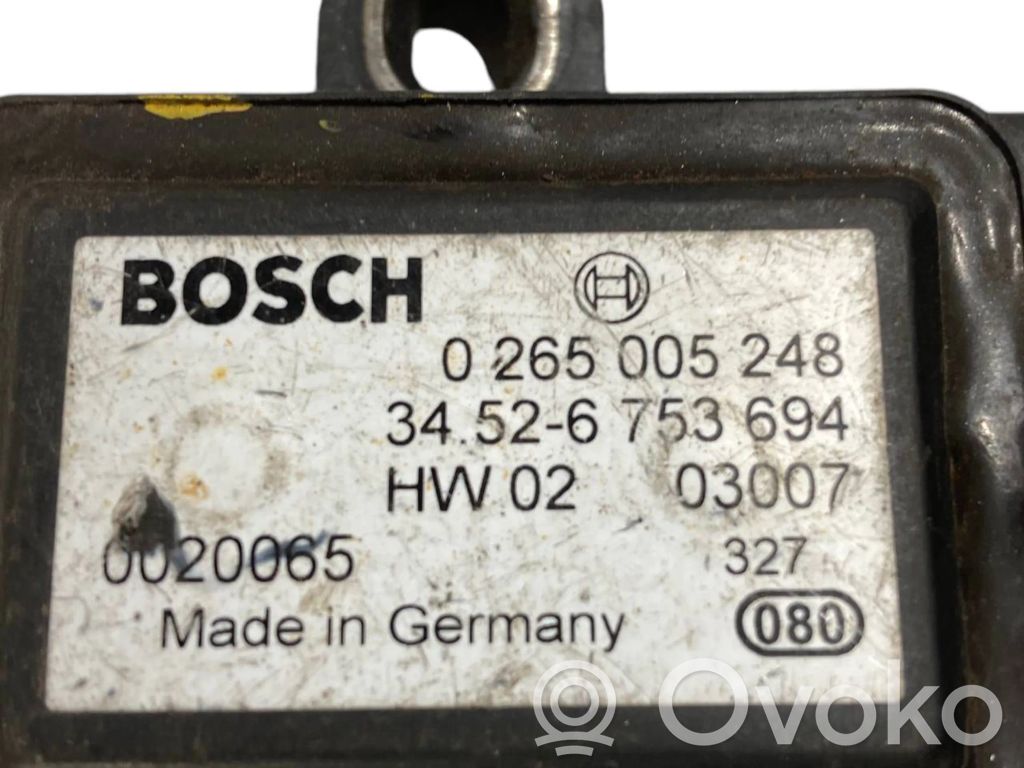 BOSCH
0 265 005 248
34.52-6 753 694
HW 02 03007
0020065 327
Made in Germany 080
Ovoko